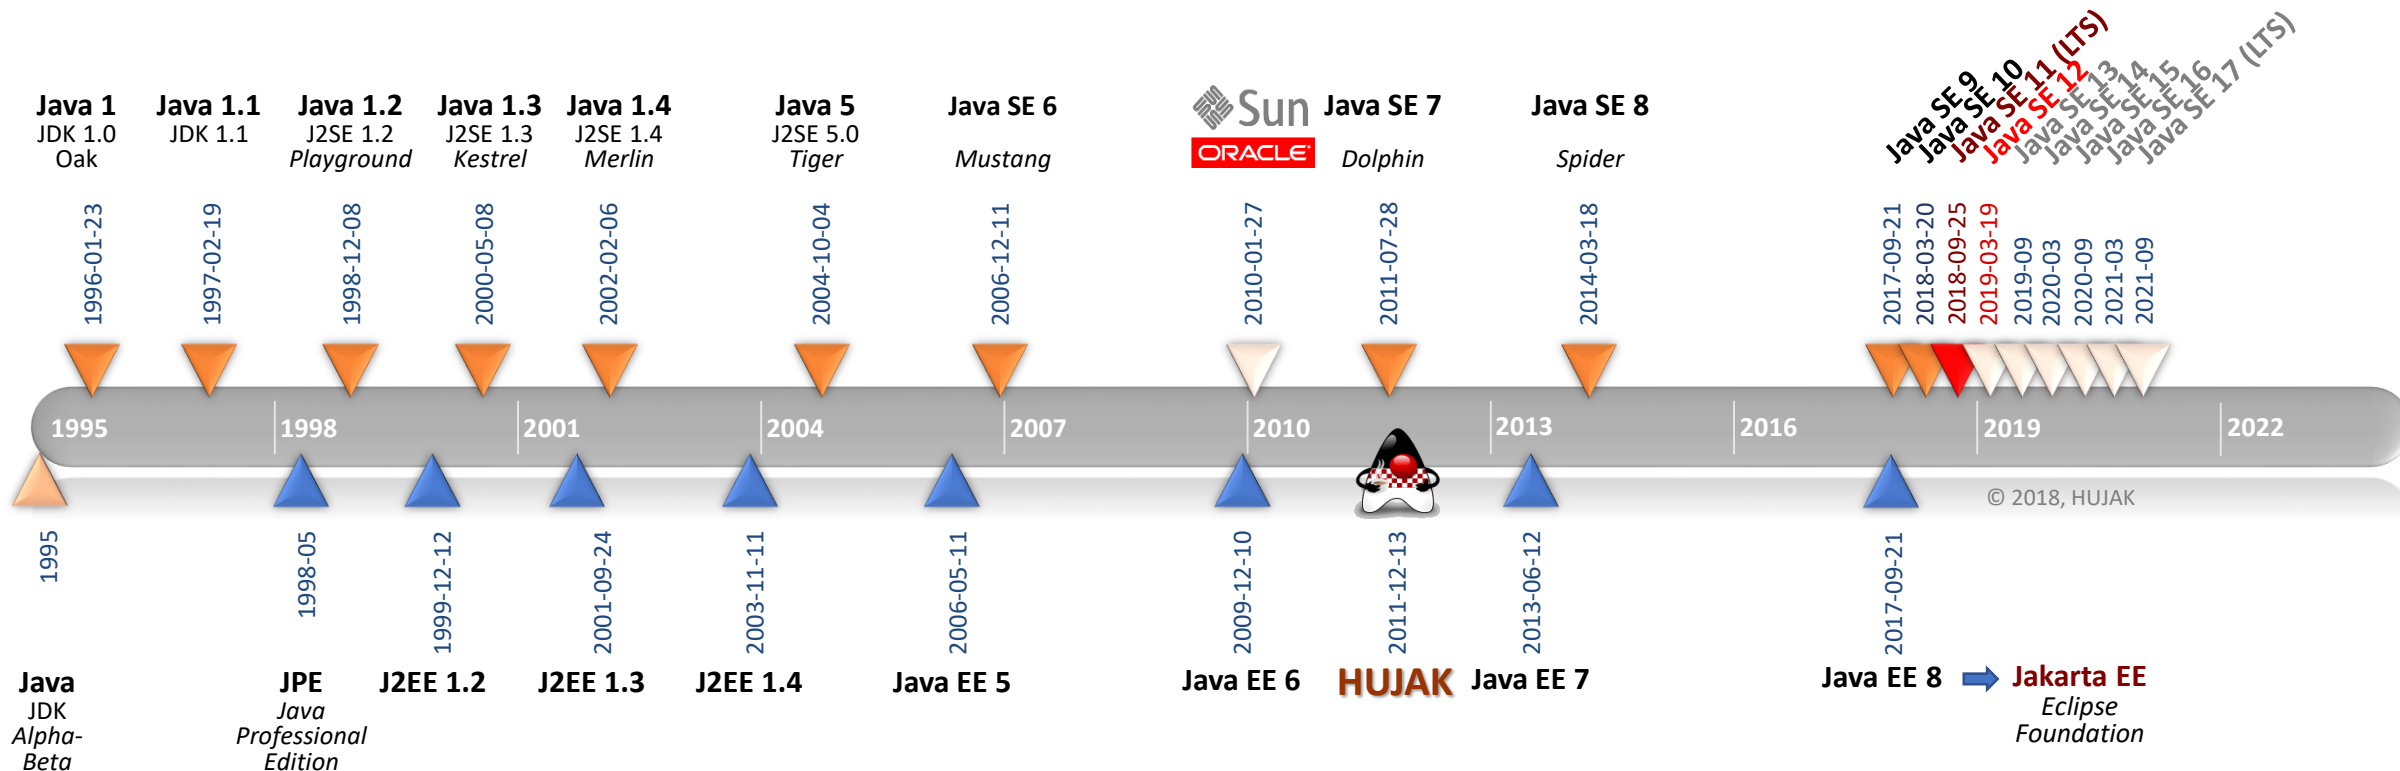 Java 1
JDK 1.0
Oak
Java 1.1
JDK 1.1
Java 1.2
J2SE 1.2
Playground
Java 1.3
J2SE 1.3
Kestrel
Java 1.4
J2SE 1.4
Merlin
Java 5
J2SE 5.0
Tiger
Java SE 6
Mustang
Sun
ORACLE
Java SE 7
Dolphin
Java SE 8
Spider
Java SE 9
Java SE 10
Java SE 11 (LTS)
Java SE 12
Java SE 13
Java SE 14
Java SE 15
Java SE 16
Java SE 17 (LTS)
1996-01-23
1997-02-19
1998-12-08
2000-05-08
2002-02-06
2004-10-04
2006-12-11
2010-01-27
2011-07-28
2014-03-18
2017-09-21
2018-03-20
2018-09-25
2019-03-19
2019-09
2020-03
2020-09
2021-03
2021-09
1995
1998
2001
2004
2007
2010
2013
2016
2019
2022
© 2018, HUJAK
1995
1998-05
1999-12-12
2001-09-24
2003-11-11
2006-05-11
2009-12-10
2011-12-13
2013-06-12
2017-09-21
Java
JDK
Alpha-
Beta
JPE
Java
Professional
Edition
J2EE 1.2
J2EE 1.3
J2EE 1.4
Java EE 5
Java EE 6
HUJAK
Java EE 7
Java EE 8
Jakarta EE
Eclipse
Foundation